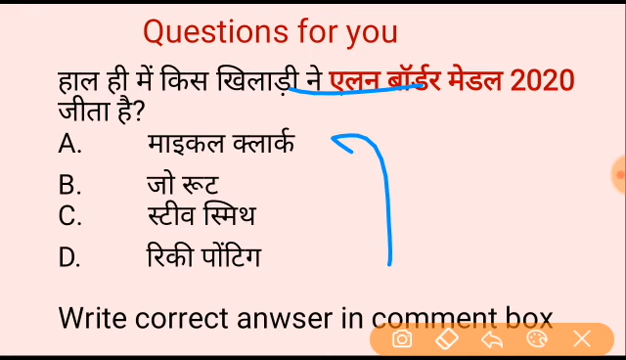 Questions for you
हाल ही में किस खिलाड़ी ने एलन बॉर्डर मेडल 2020
जीता है?
A. माइकल क्लार्क
B. जो रूट
C. स्टीव स्मिथ
D. रिकी पोंटिग
Write correct anwser in comment box